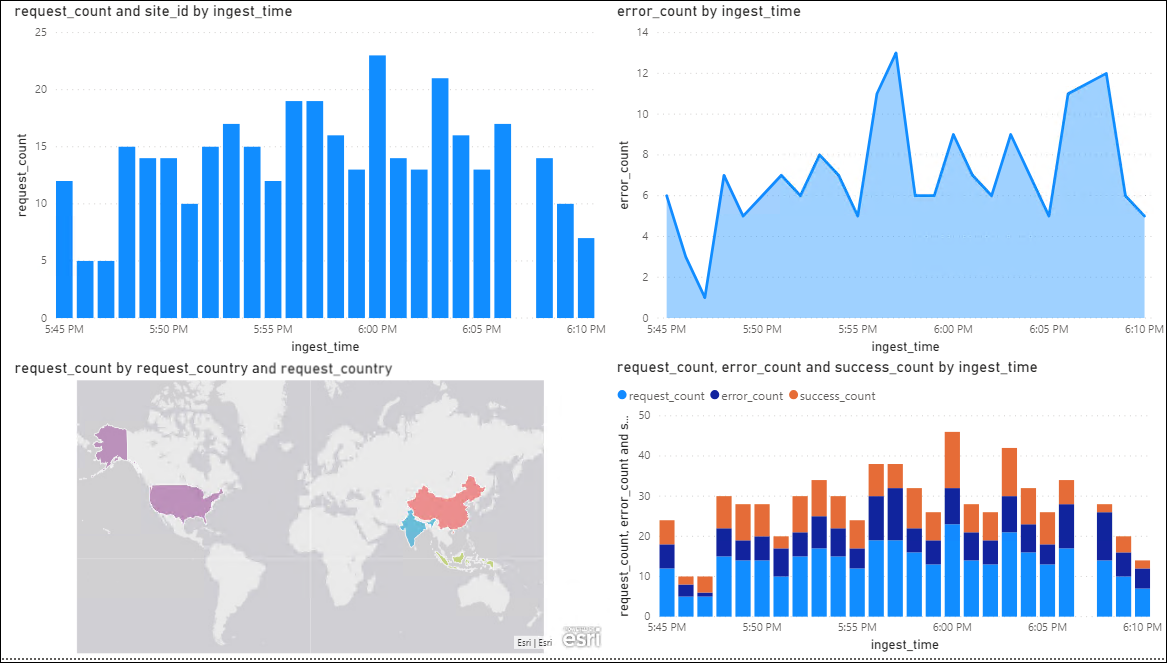 request_count and site_id by ingest_time
25
20
15
10
5
0
request_count
5:45 PM 5:50 PM 5:55 PM 6:00 PM 6:05 PM 6:10 PM
ingest_time
error_count by ingest_time
14
12
10
8
6
4
2
0
error_count
5:45 PM 5:50 PM 5:55 PM 6:00 PM 6:05 PM 6:10 PM
ingest_time
request_count by request_country and request_country
Esri | Esri
esri
request_count, error_count and success_count by ingest_time
request_count error_count success_count
50
40
30
20
10
0
request_count, error_count and s...
5:45 PM 5:50 PM 5:55 PM 6:00 PM 6:05 PM 6:10 PM
ingest_time